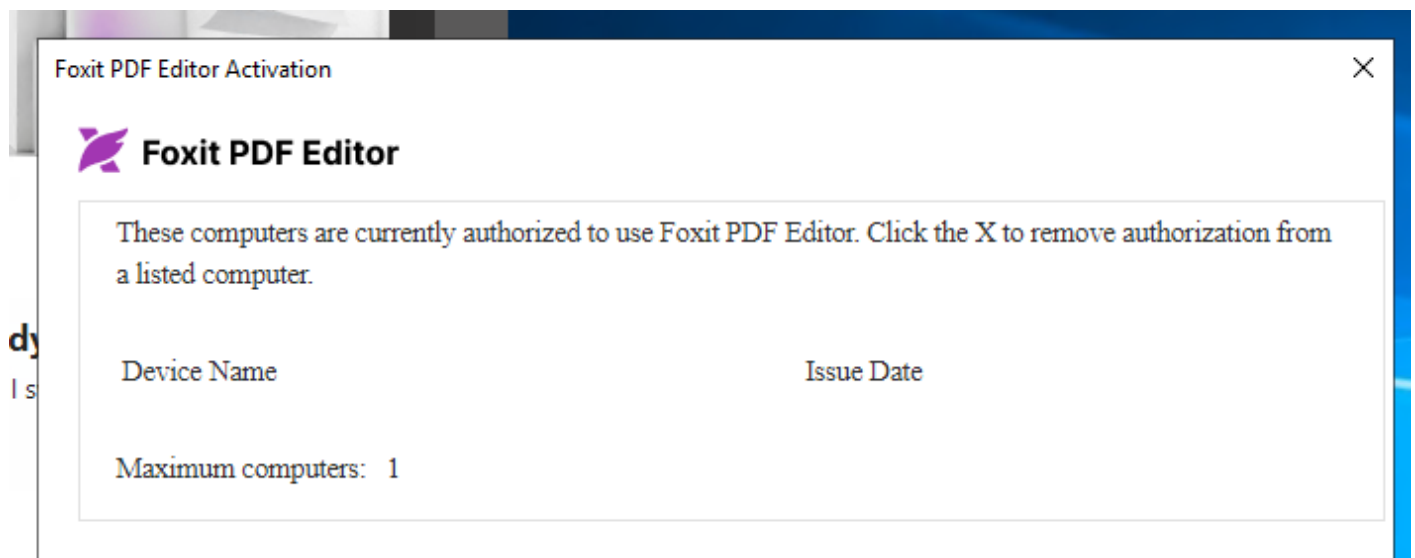 Foxit PDF Editor Activation
Foxit PDF Editor
These computers are currently authorized to use Foxit PDF Editor. Click the X to remove authorization from
a listed computer.
dy
Device Name Issue Date
I s
Maximum computers: 1